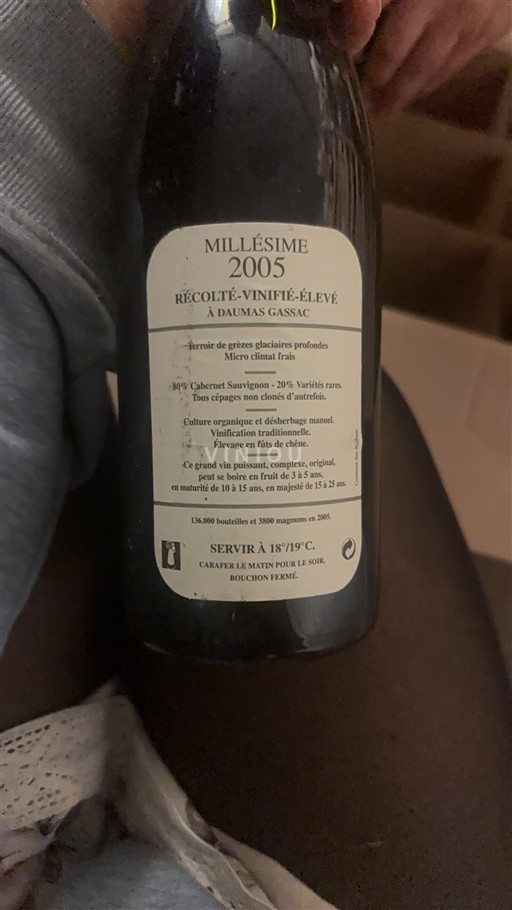 MILLÉSIME
2005
RÉCOLTÉ-VINIFIÉ-ÉLEVÉ
À DAUMAS GASSAC
Terroir de grèzes glaciaires profondes
Micro climat frais
80% Cabernet Sauvignon - 20% Variétés rares.
Tous cépages non clonés d'autrefois.
Culture organique et désherbage manuel.
Vinification traditionnelle.
Élevage en fûts de chêne.
VINIOU
Ce grand vin puissant, complexe, original,
peut se boire en fruit de 3 à 5 ans,
en maturité de 10 à 15 ans, en majesté de 15 à 25 ans.
136.000 bouteilles et 3800 magnums en 2005.
SERVIR À 18°/19°C.
CARAFER LE MATIN POUR LE SOIR,
BOUCHON FERMÉ.